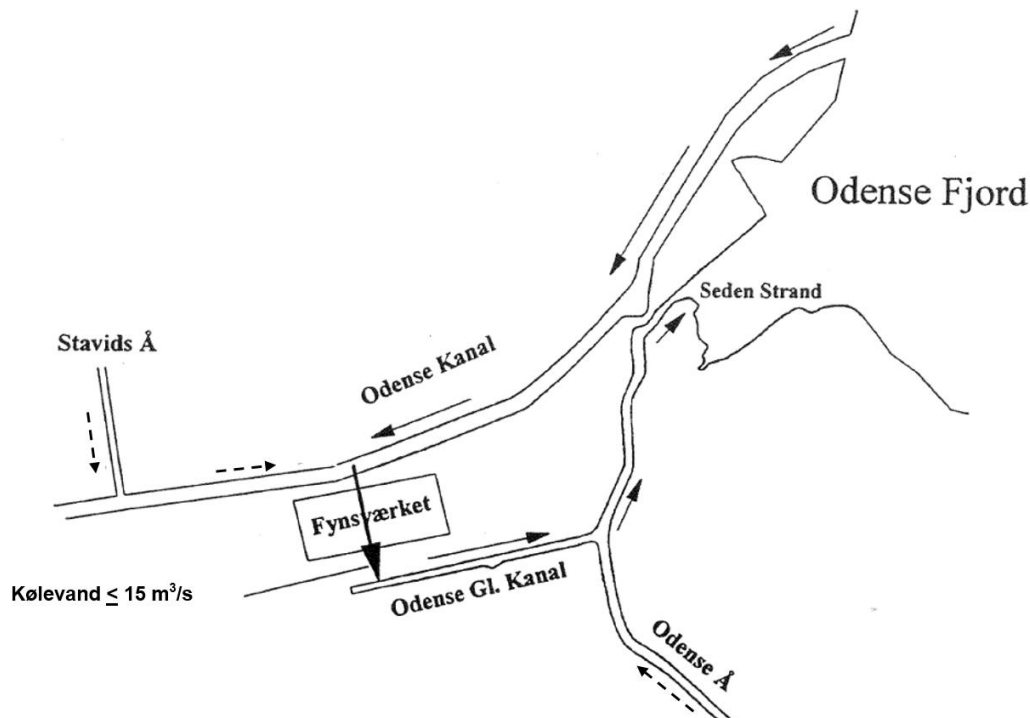 Odense Fjord
Seden Strand
Stavids Å
Odense Kanal
Fynsværket
Kølevand ≤ 15 m³/s
Odense Gl. Kanal
Odense Å